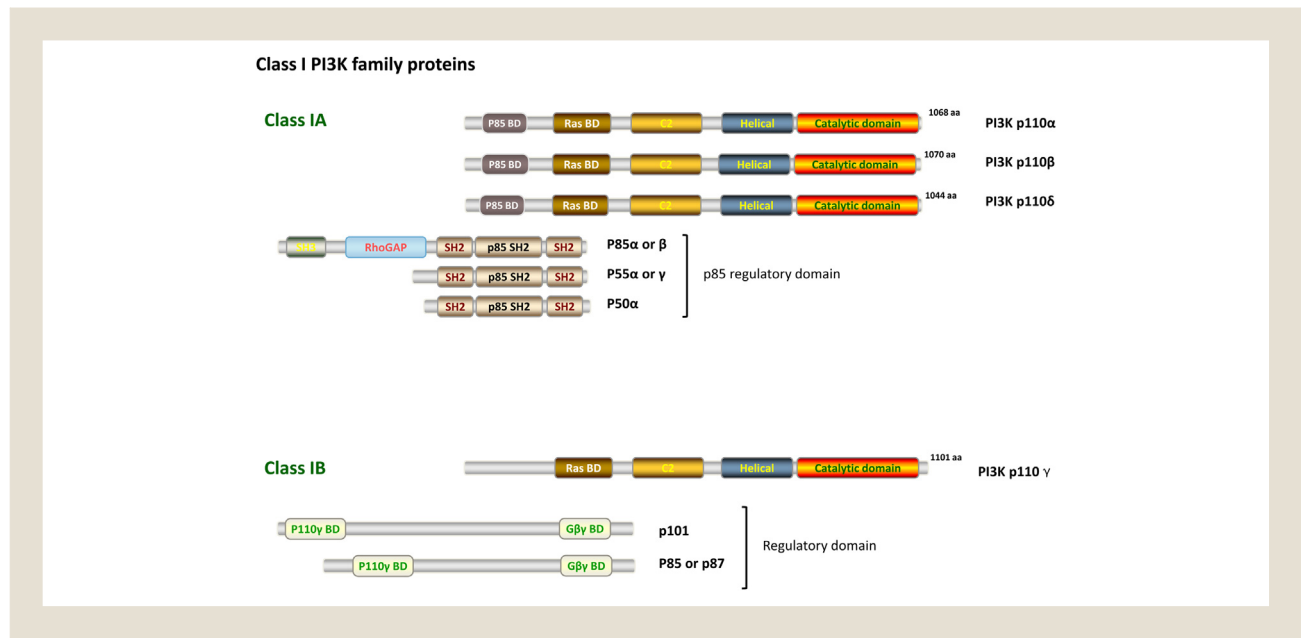 Class I PI3K family proteins
Class IA
P85 BD Ras BD C2 Helical Catalytic domain 1068 aa PI3K p110α
P85 BD Ras BD C2 Helical Catalytic domain 1070 aa PI3K p110β
P85 BD Ras BD C2 Helical Catalytic domain 1044 aa PI3K p110δ
SH3 RhoGAP SH2 p85 SH2 SH2 P85α or β
SH2 p85 SH2 SH2 P55α or γ p85 regulatory domain
SH2 p85 SH2 SH2 P50α
Class IB
Ras BD C2 Helical Catalytic domain 1101 aa PI3K p110 γ
P110γ BD Gβγ BD p101
Regulatory domain
P110γ BD Gβγ BD P85 or p87